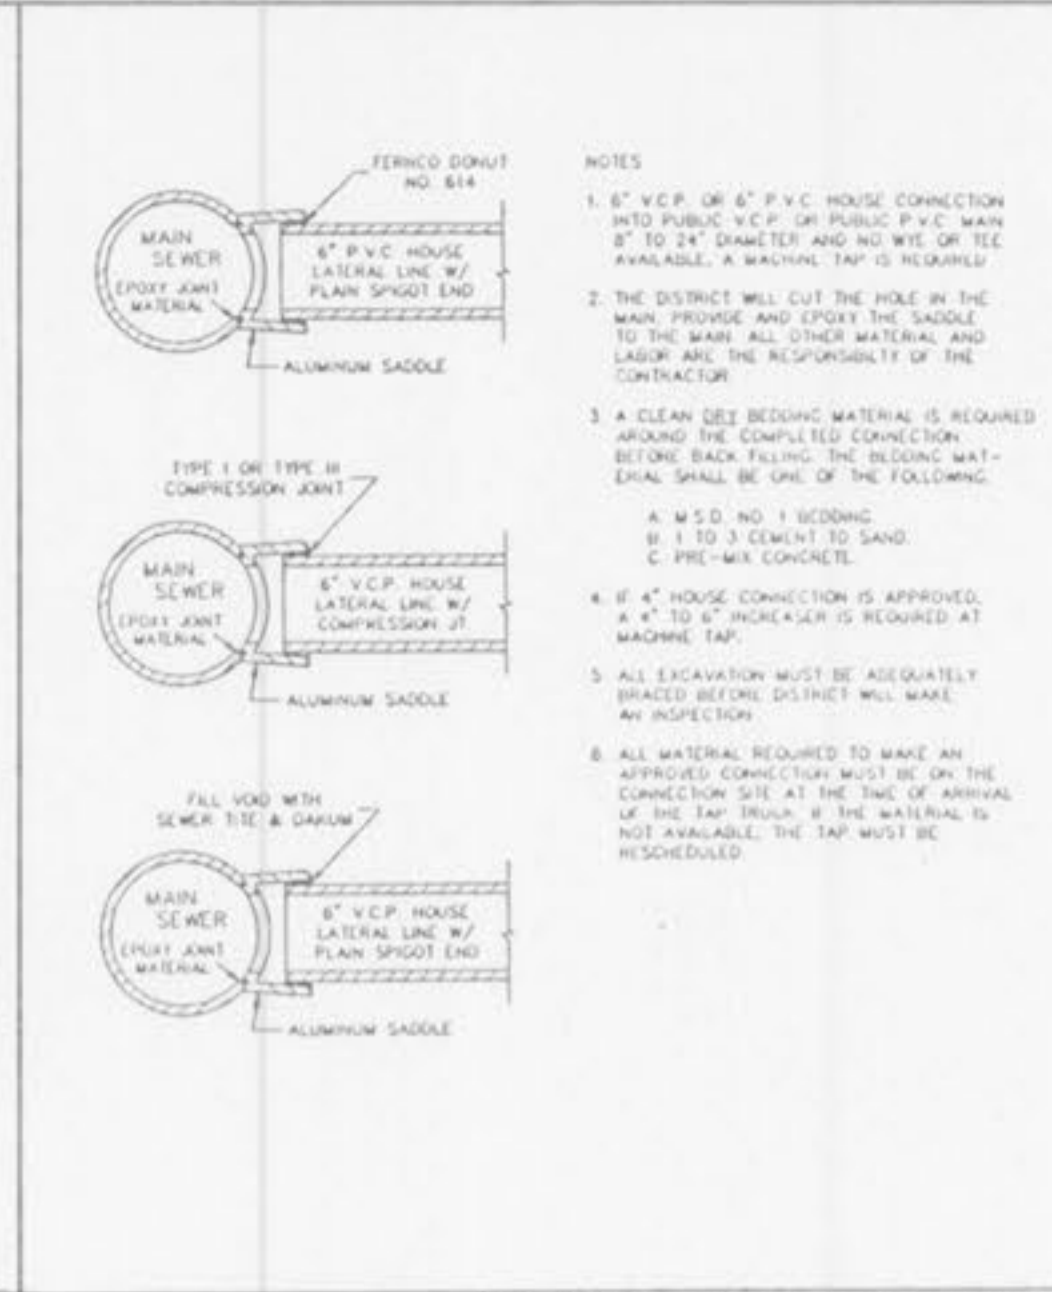 FERNCO DONUT
NO. 614
MAIN
SEWER
EPOXY JOINT
MATERIAL
6" P.V.C. HOUSE
LATERAL LINE W/
PLAIN SPIGOT END
ALUMINUM SADDLE
TYPE I OR TYPE III
COMPRESSION JOINT
MAIN
SEWER
EPOXY JOINT
MATERIAL
6" V.C.P. HOUSE
LATERAL LINE W/
COMPRESSION JT.
ALUMINUM SADDLE
FILL VOID WITH
SEWER TITE & OAKUM
MAIN
SEWER
EPOXY JOINT
MATERIAL
6" V.C.P. HOUSE
LATERAL LINE W/
PLAIN SPIGOT END
ALUMINUM SADDLE
NOTES
1. 6" V.C.P. OR 6" P.V.C. HOUSE CONNECTION
INTO PUBLIC V.C.P. OR PUBLIC P.V.C. MAIN
8" TO 24" DIAMETER AND NO WYE OR TEE
AVAILABLE, A MACHINE TAP IS REQUIRED
2. THE DISTRICT WILL CUT THE HOLE IN THE
MAIN, PROVIDE AND EPOXY THE SADDLE
TO THE MAIN. ALL OTHER MATERIAL AND
LABOR ARE THE RESPONSIBILTY OF THE
CONTRACTOR
3. A CLEAN DRY BEDDING MATERIAL IS REQUIRED
AROUND THE COMPLETED CONNECTION
BEFORE BACK FILLING. THE BEDDING MAT-
ERIAL SHALL BE ONE OF THE FOLLOWING:
A. M.S.D. NO. 1 BEDDING
B. 1 TO 3 CEMENT TO SAND.
C. PRE-MIX CONCRETE.
4. IF 4" HOUSE CONNECTION IS APPROVED,
A 4" TO 6" INCREASER IS REQUIRED AT
MACHINE TAP.
5. ALL EXCAVATION MUST BE ADEQUATELY
BRACED BEFORE DISTRICT WILL MAKE
AN INSPECTION
6. ALL MATERIAL REQUIRED TO MAKE AN
APPROVED CONNECTION MUST BE ON THE
CONNECTION SITE AT THE TIME OF ARRIVAL
OF THE TAP TRUCK. IF THE MATERIAL IS
NOT AVAILABLE, THE TAP MUST BE
RESCHEDULED.